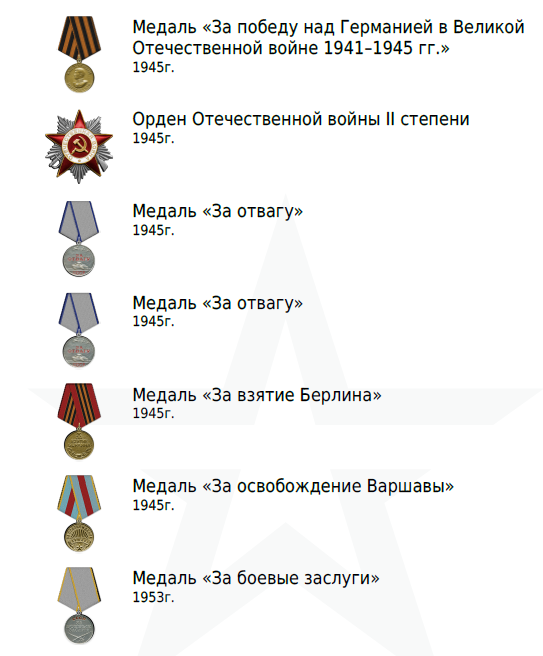 Медаль «За победу над Германией в Великой
Отечественной войне 1941–1945 гг.»
1945г.
Орден Отечественной войны II степени
1945г.
Медаль «За отвагу»
1945г.
Медаль «За отвагу»
1945г.
Медаль «За взятие Берлина»
1945г.
Медаль «За освобождение Варшавы»
1945г.
Медаль «За боевые заслуги»
1953г.